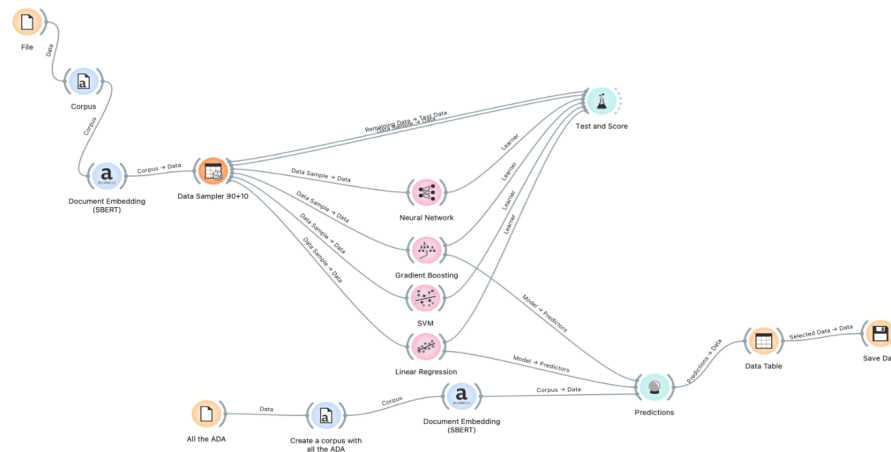 File
Data
Corpus
Corpus
Document Embedding
(SBERT)
Corpus → Data
Data Sampler 90+10
Remaining Data → Test Data
Data Sample → Data
Data Sample → Data
Data Sample → Data
Data Sample → Data
Data Sample → Data
Neural Network
Gradient Boosting
SVM
Linear Regression
Learner
Learner
Learner
Learner
Test and Score
Model → Predictors
Model → Predictors
All the ADA
Data
Create a corpus with
all the ADA
Corpus
Document Embedding
(SBERT)
Corpus → Data
Predictions
Predictions → Data
Data Table
Selected Data → Data
Save Da